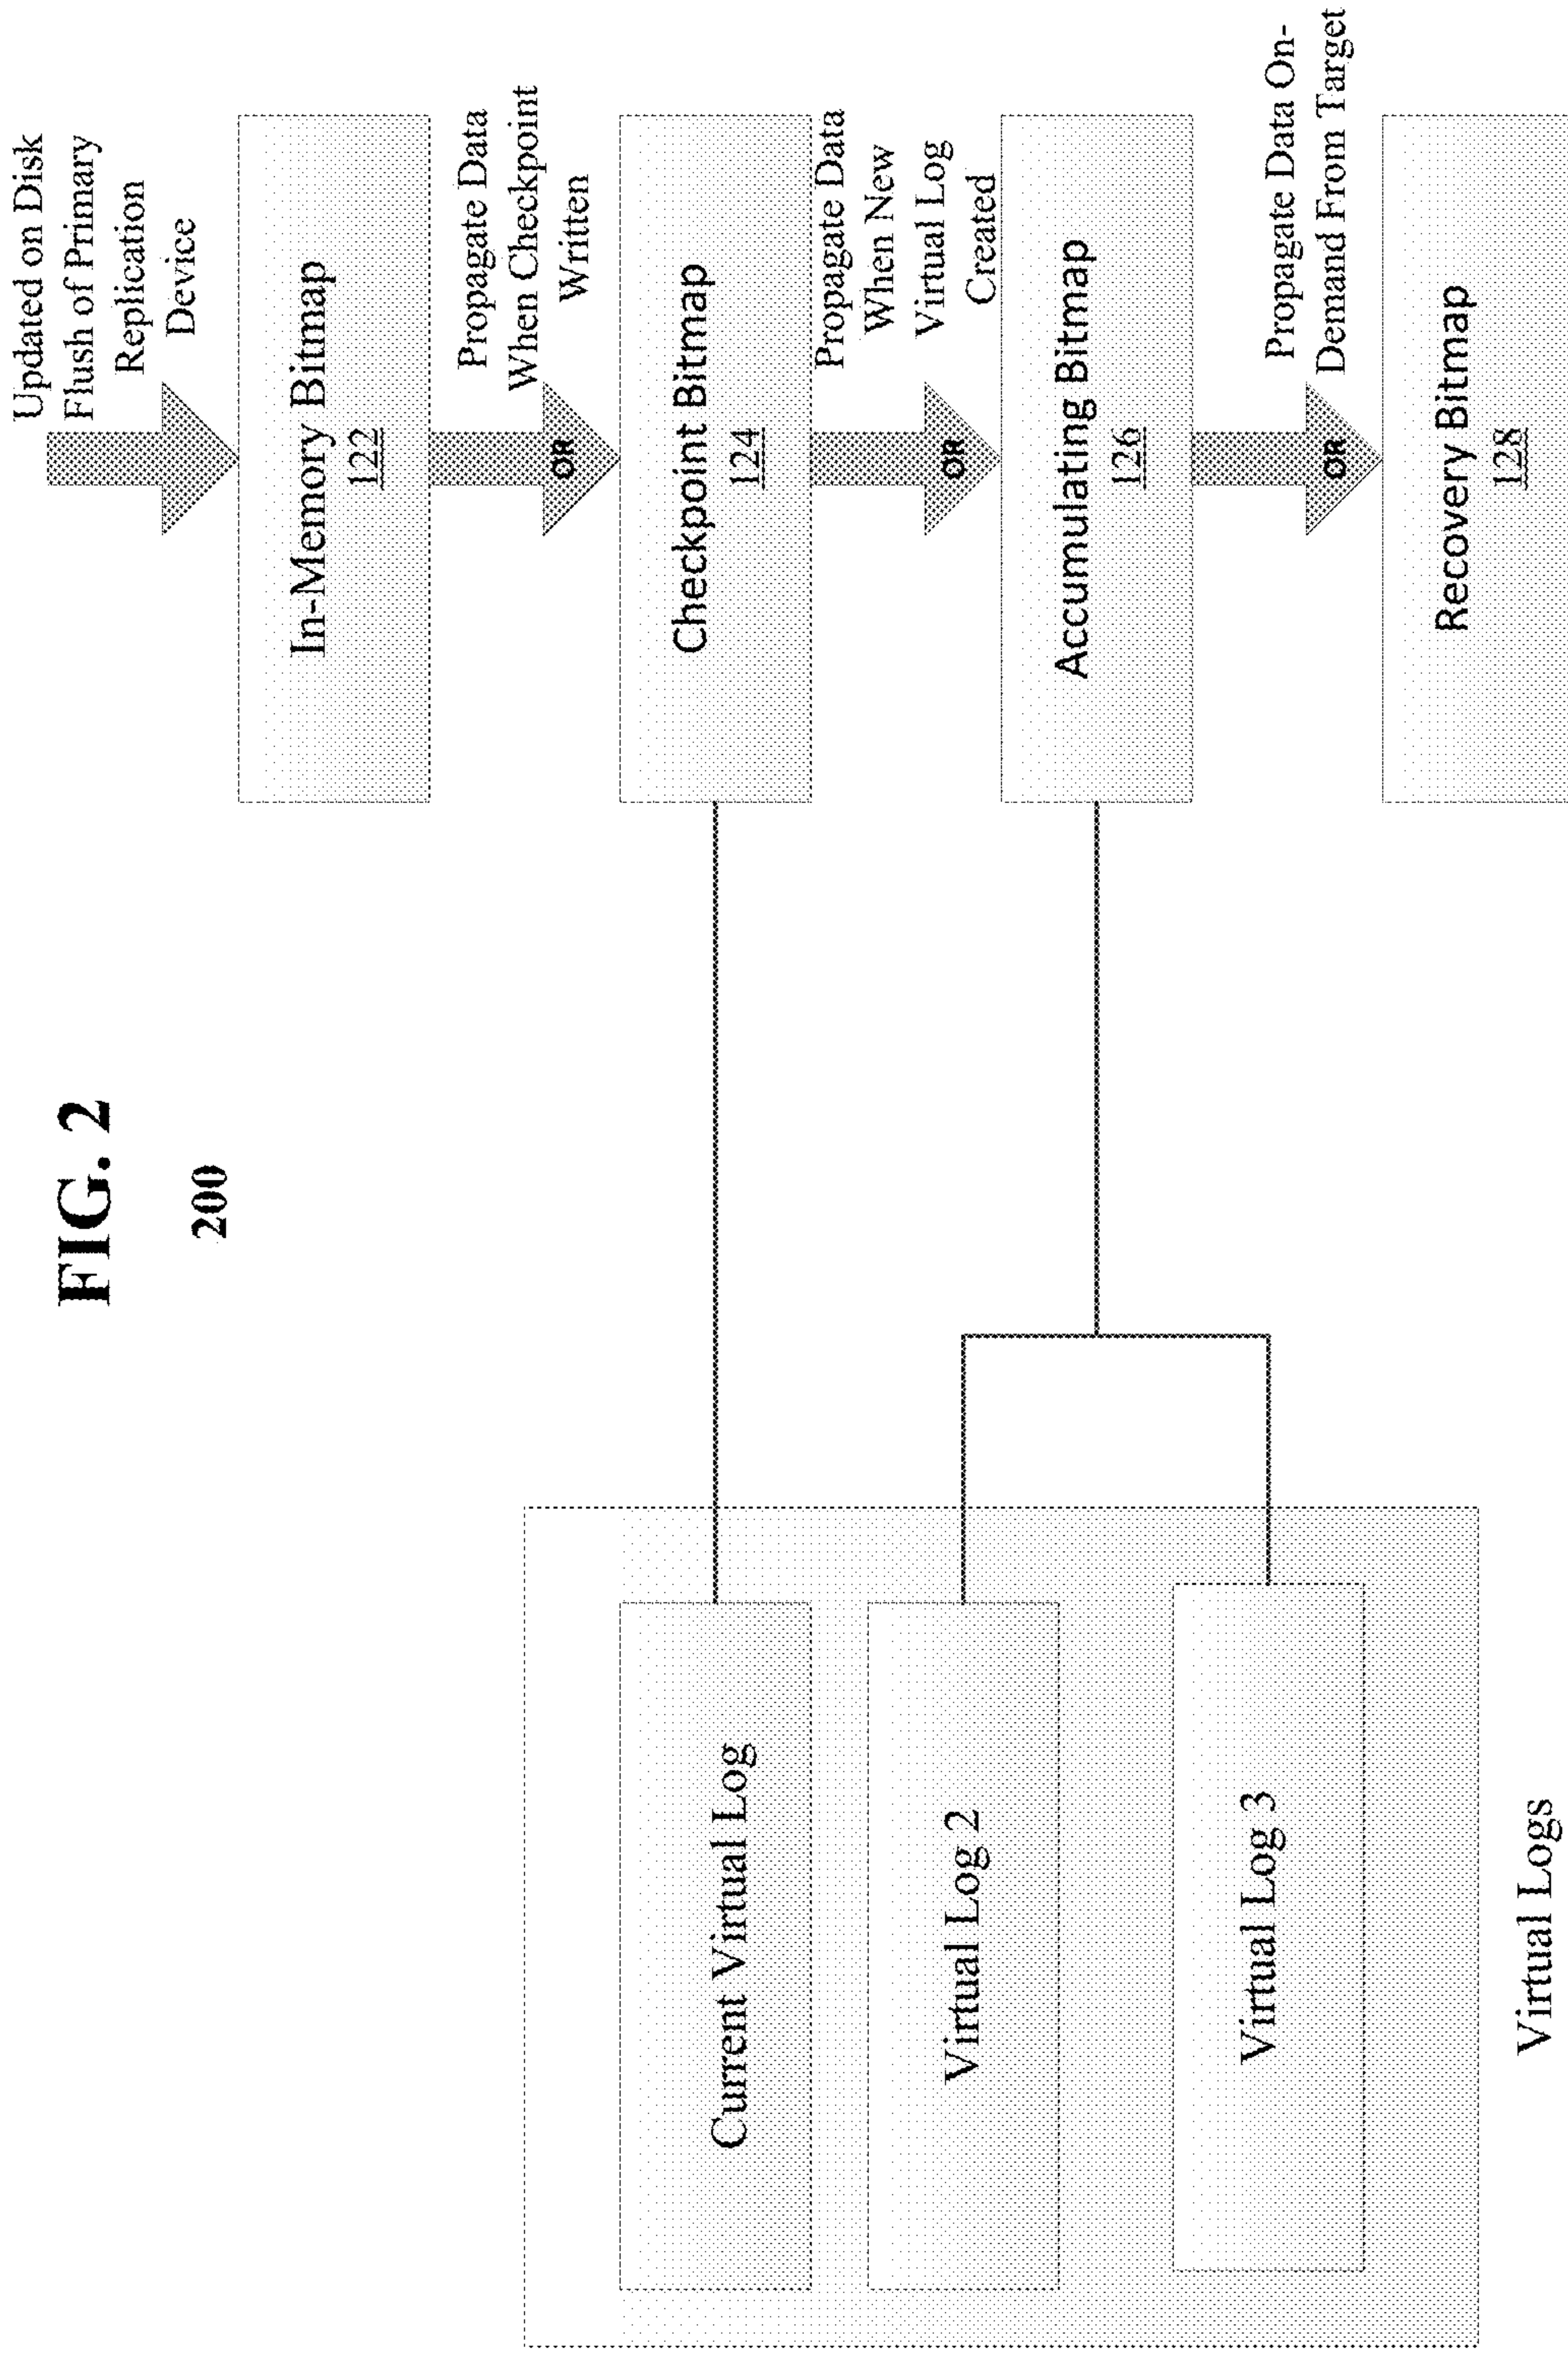 FIG. 2
200
Updated on Disk
Flush of Primary
Replication
Device
In-Memory Bitmap
122
Propagate Data
When Checkpoint
Written
OR
Checkpoint Bitmap
124
Propagate Data
When New
Virtual Log
Created
OR
Accumulating Bitmap
126
Propagate Data On-
Demand From Target
OR
Recovery Bitmap
128
Current Virtual Log
Virtual Log 2
Virtual Log 3
Virtual Logs